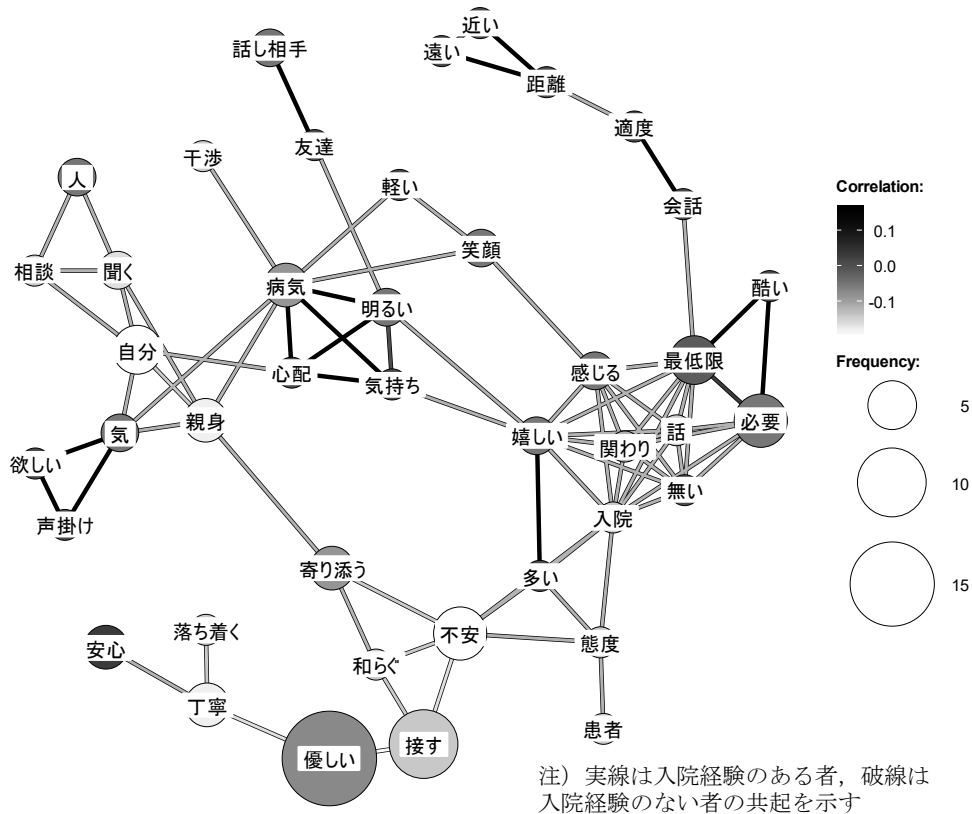 近い
遠い
話し相手
距離
適度
友達
干渉
人
軽い
会話
笑顔
相談
聞く
病気
酷い
明るい
自分
最低限
心配
気持ち
感じる
親身
気
嬉しい
関わり
話
必要
欲しい
無い
声掛け
入院
寄り添う
多い
落ち着く
不安
安心
和らぐ
態度
丁寧
患者
優しい
接す
Correlation:
0.1
0.0
-0.1
Frequency:
5
10
15
注）実線は入院経験のある者，破線は
入院経験のない者の共起を示す